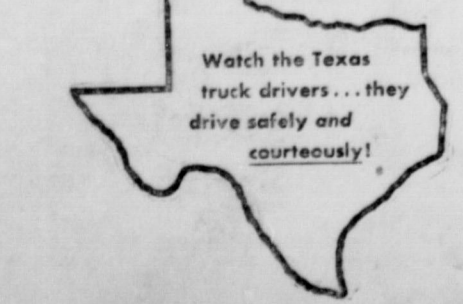 Watch the Texas
truck drivers...they
drive safely and
courteously!